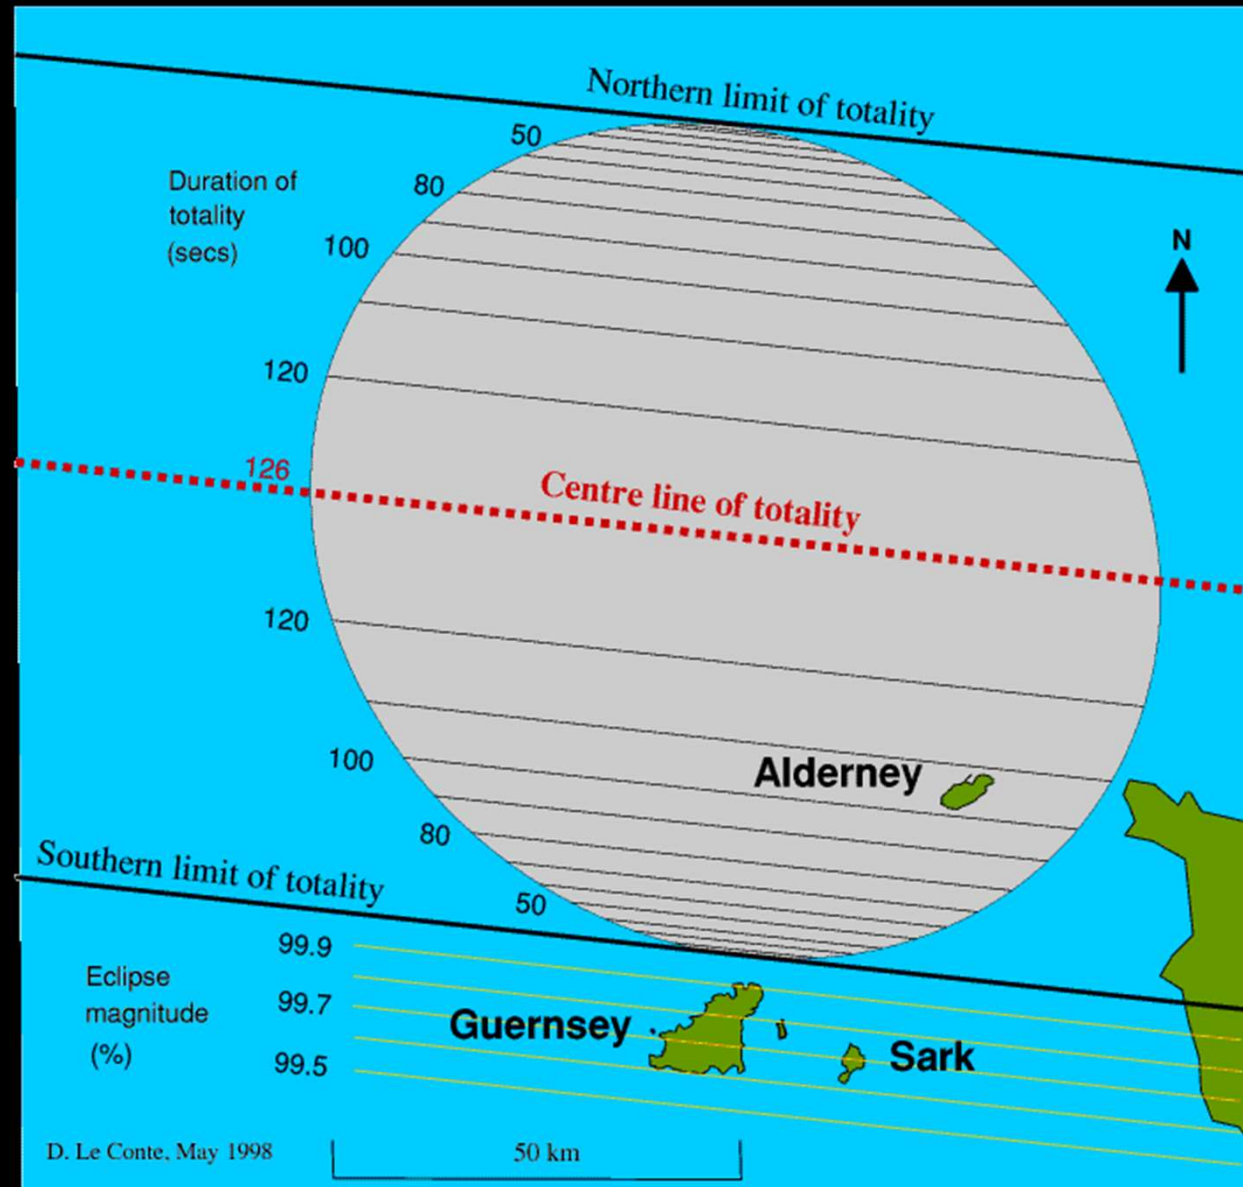 Northern limit of totality
50
Duration of
totality
(secs)
80
N
100
120
126
Centre line of totality
120
100
Alderney
80
Southern limit of totality
50
99.9
Eclipse
magnitude
(%)
99.7
Guernsey
Sark
99.5
D. Le Conte, May 1998
50 km